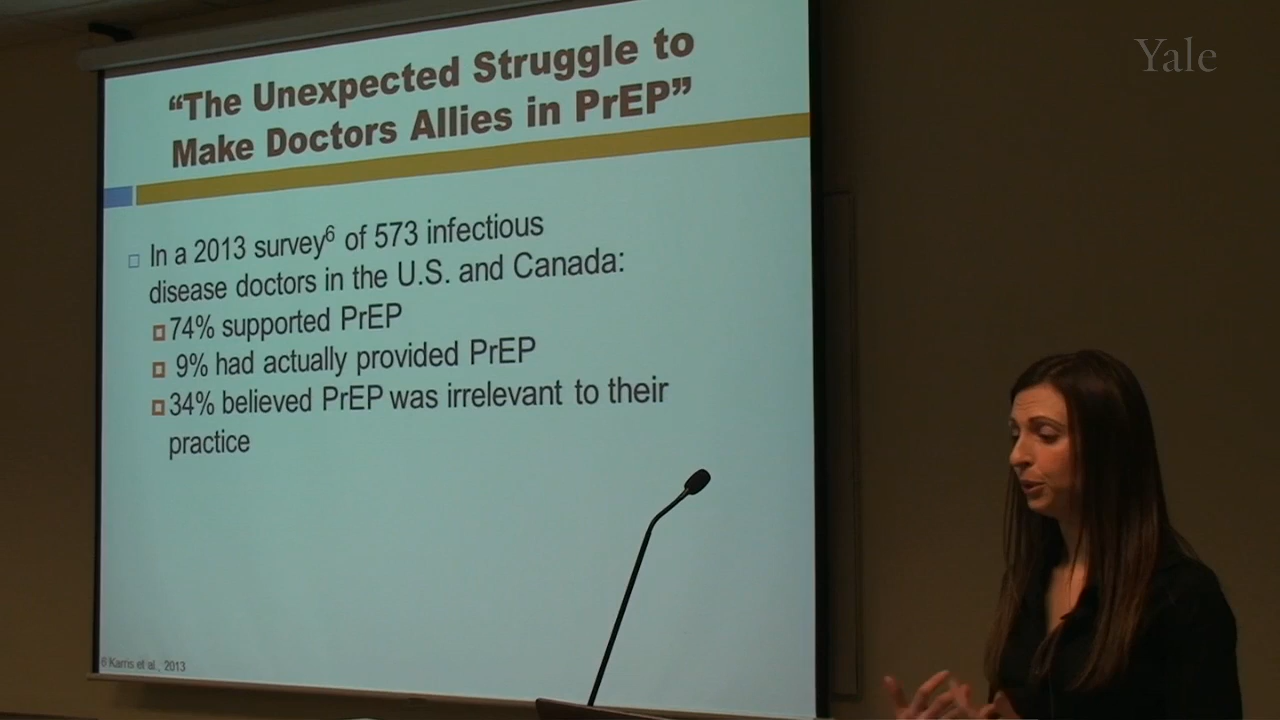 Yale
“The Unexpected Struggle to
Make Doctors Allies in PrEP”
In a 2013 survey6 of 573 infectious
disease doctors in the U.S. and Canada:
74% supported PrEP
9% had actually provided PrEP
34% believed PrEP was irrelevant to their
practice
6 Karris et al., 2013